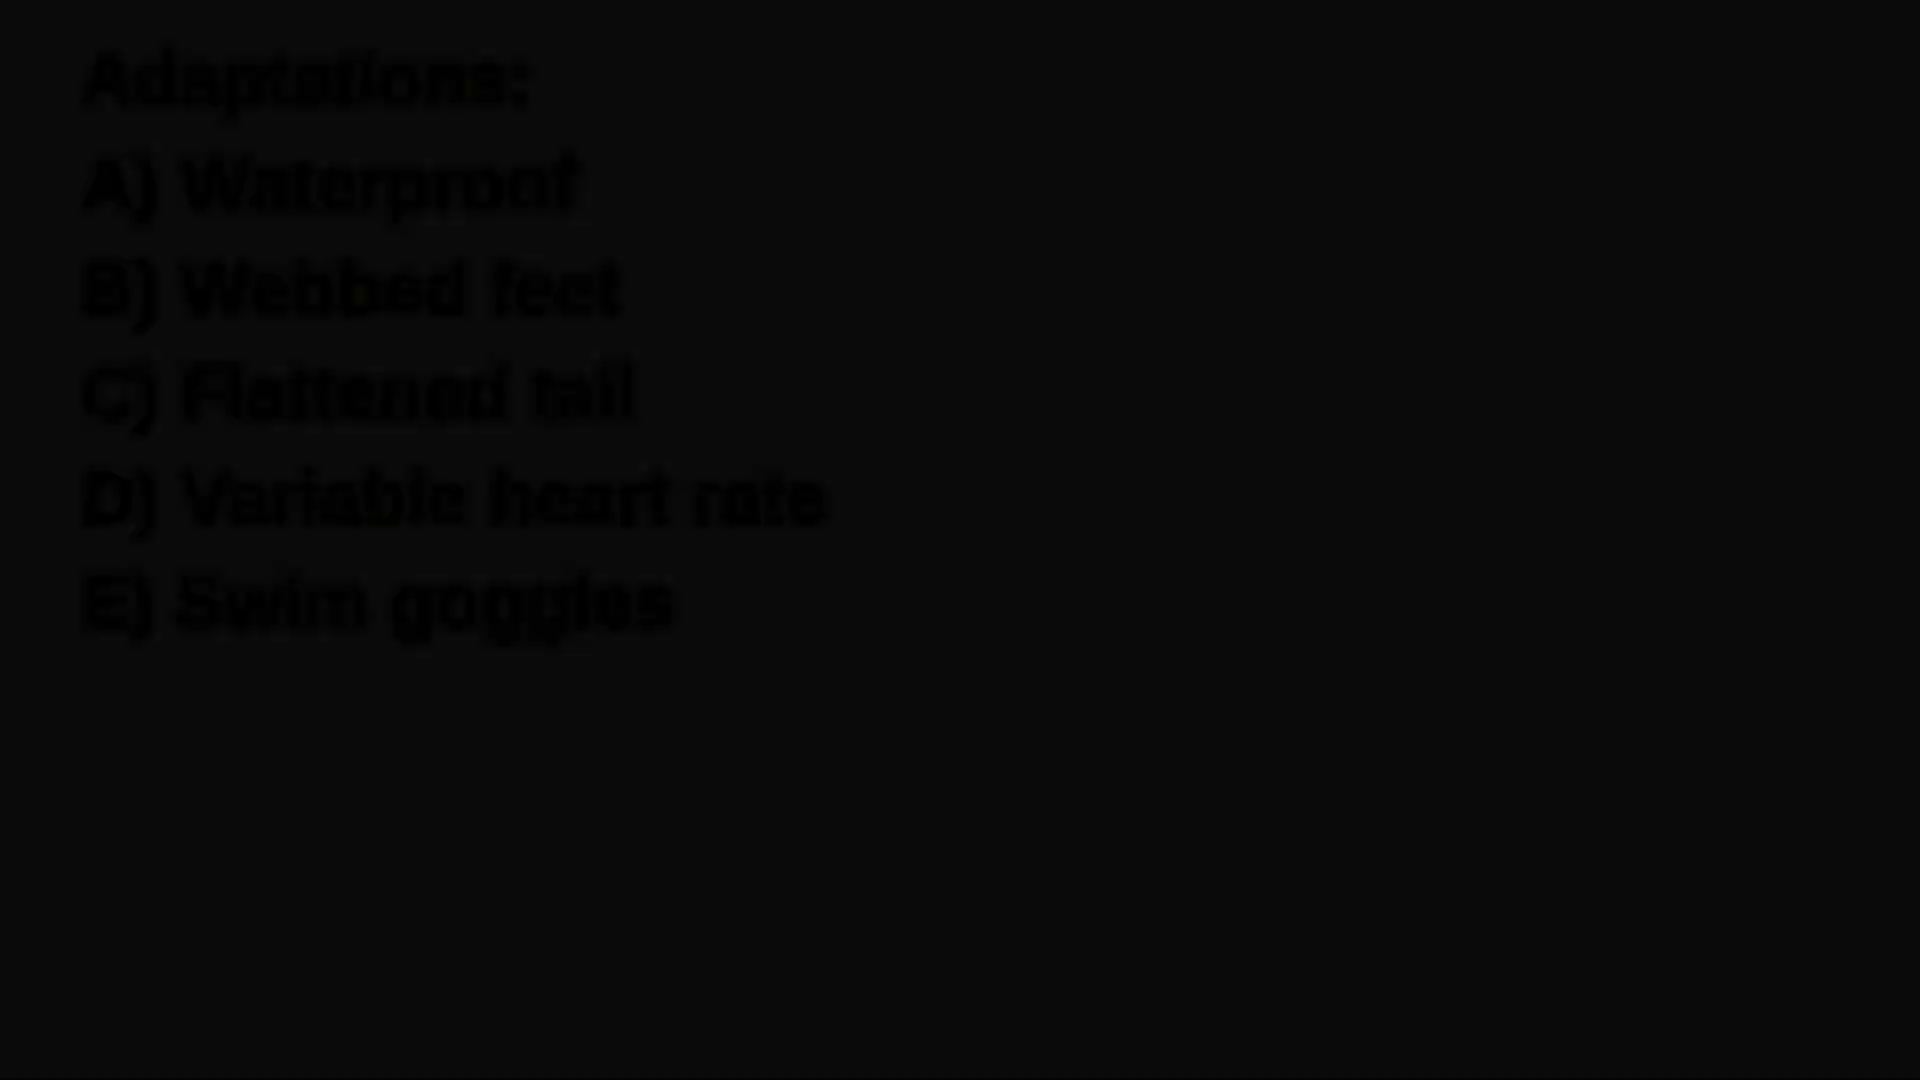 Adaptations:
A) Waterproof
B) Webbed feet
C) Flattened tail
D) Variable heart rate
E) Swim goggles